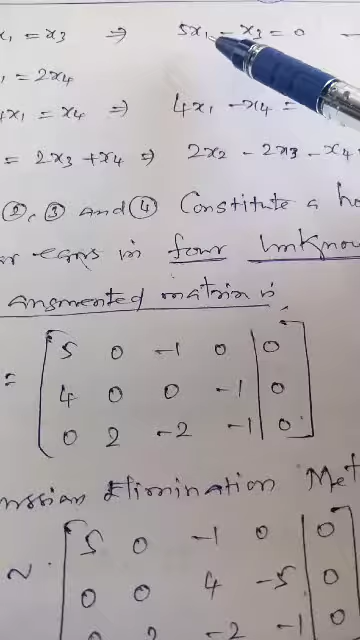 x₁ = x₃ ⇒ 5x₁ - x₃ = 0 —
₁ = 2x₄
4x₁ = x₄ ⇒ 4x₁ - x₄ =
= 2x₃ + x₄ ⇒ 2x₂ - 2x₃ - x₄
②, ③ and ④ Constitute a ho
ar eqns in four Unknow
augmented matrix is
= [ 5 0 -1 0 | 0
4 0 0 -1 | 0
0 2 -2 -1 | 0 ]
ussian Elimination Met
~ [ 5 0 -1 0 | 0
0 0 4 -5 | 0
0 2 -2 -1 | 0